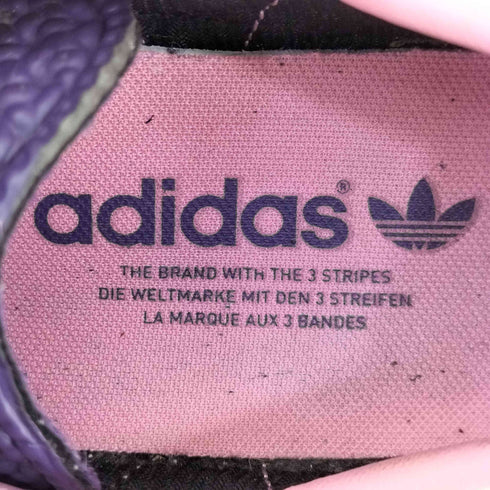 adidas®
THE BRAND WITH THE 3 STRIPES
DIE WELTMARKE MIT DEN 3 STREIFEN
LA MARQUE AUX 3 BANDES